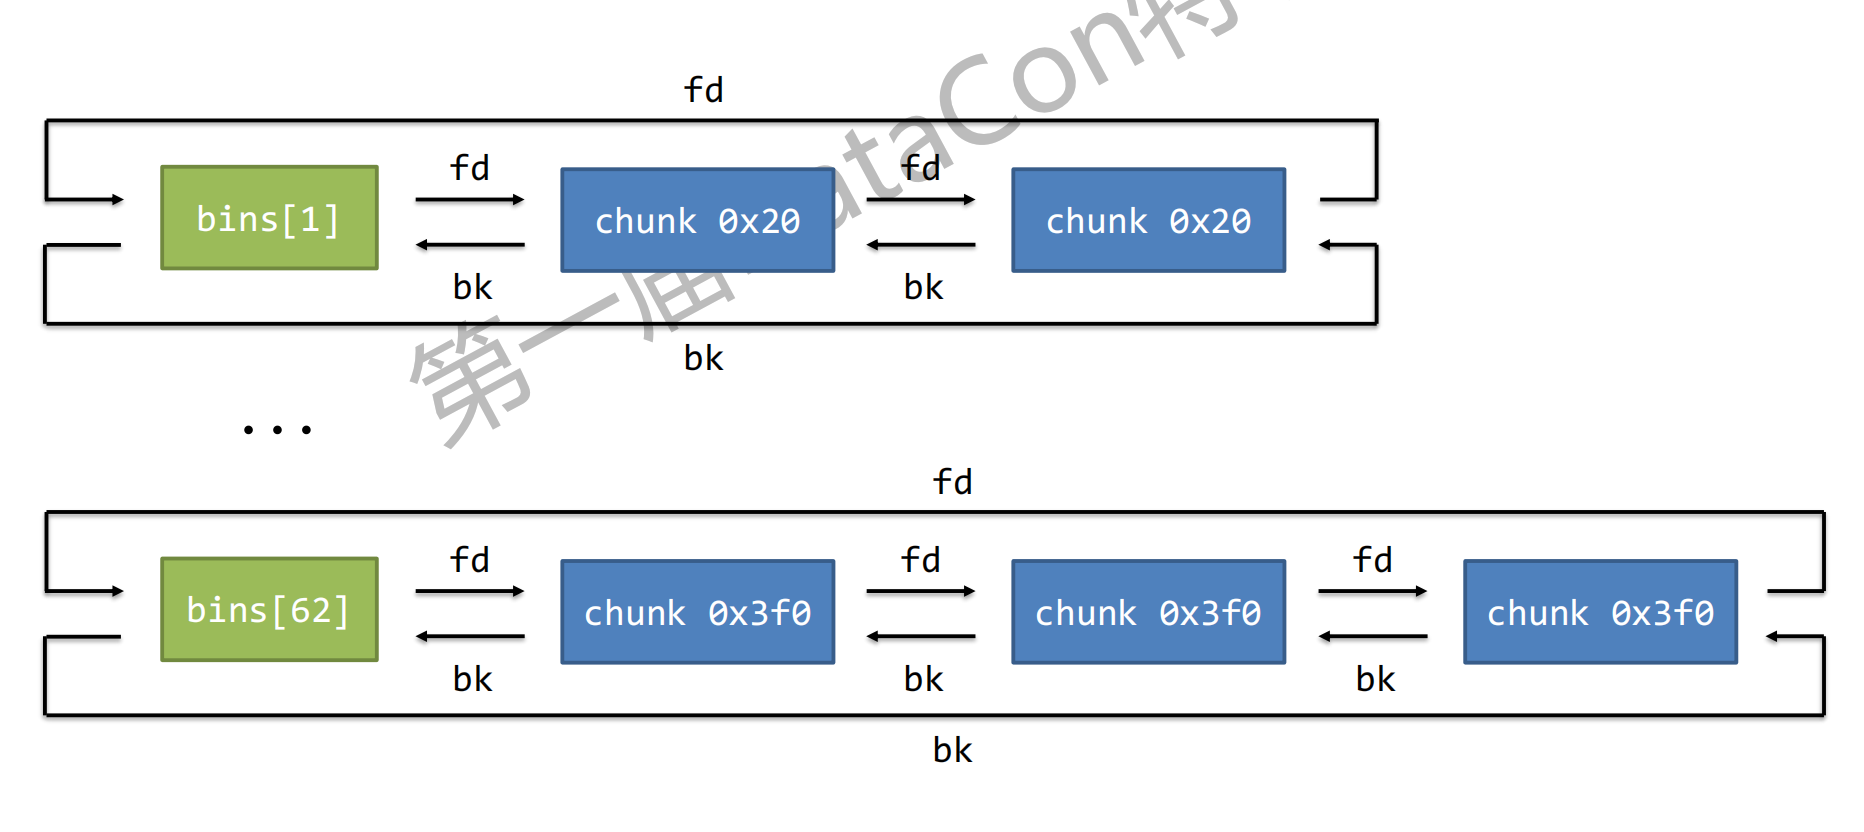 fd
fd
fd
bins[1]
chunk 0x20
chunk 0x20
bk
bk
bk
...
fd
fd
fd
fd
bins[62]
chunk 0x3f0
chunk 0x3f0
chunk 0x3f0
bk
bk
bk
bk
第一届DataCon特